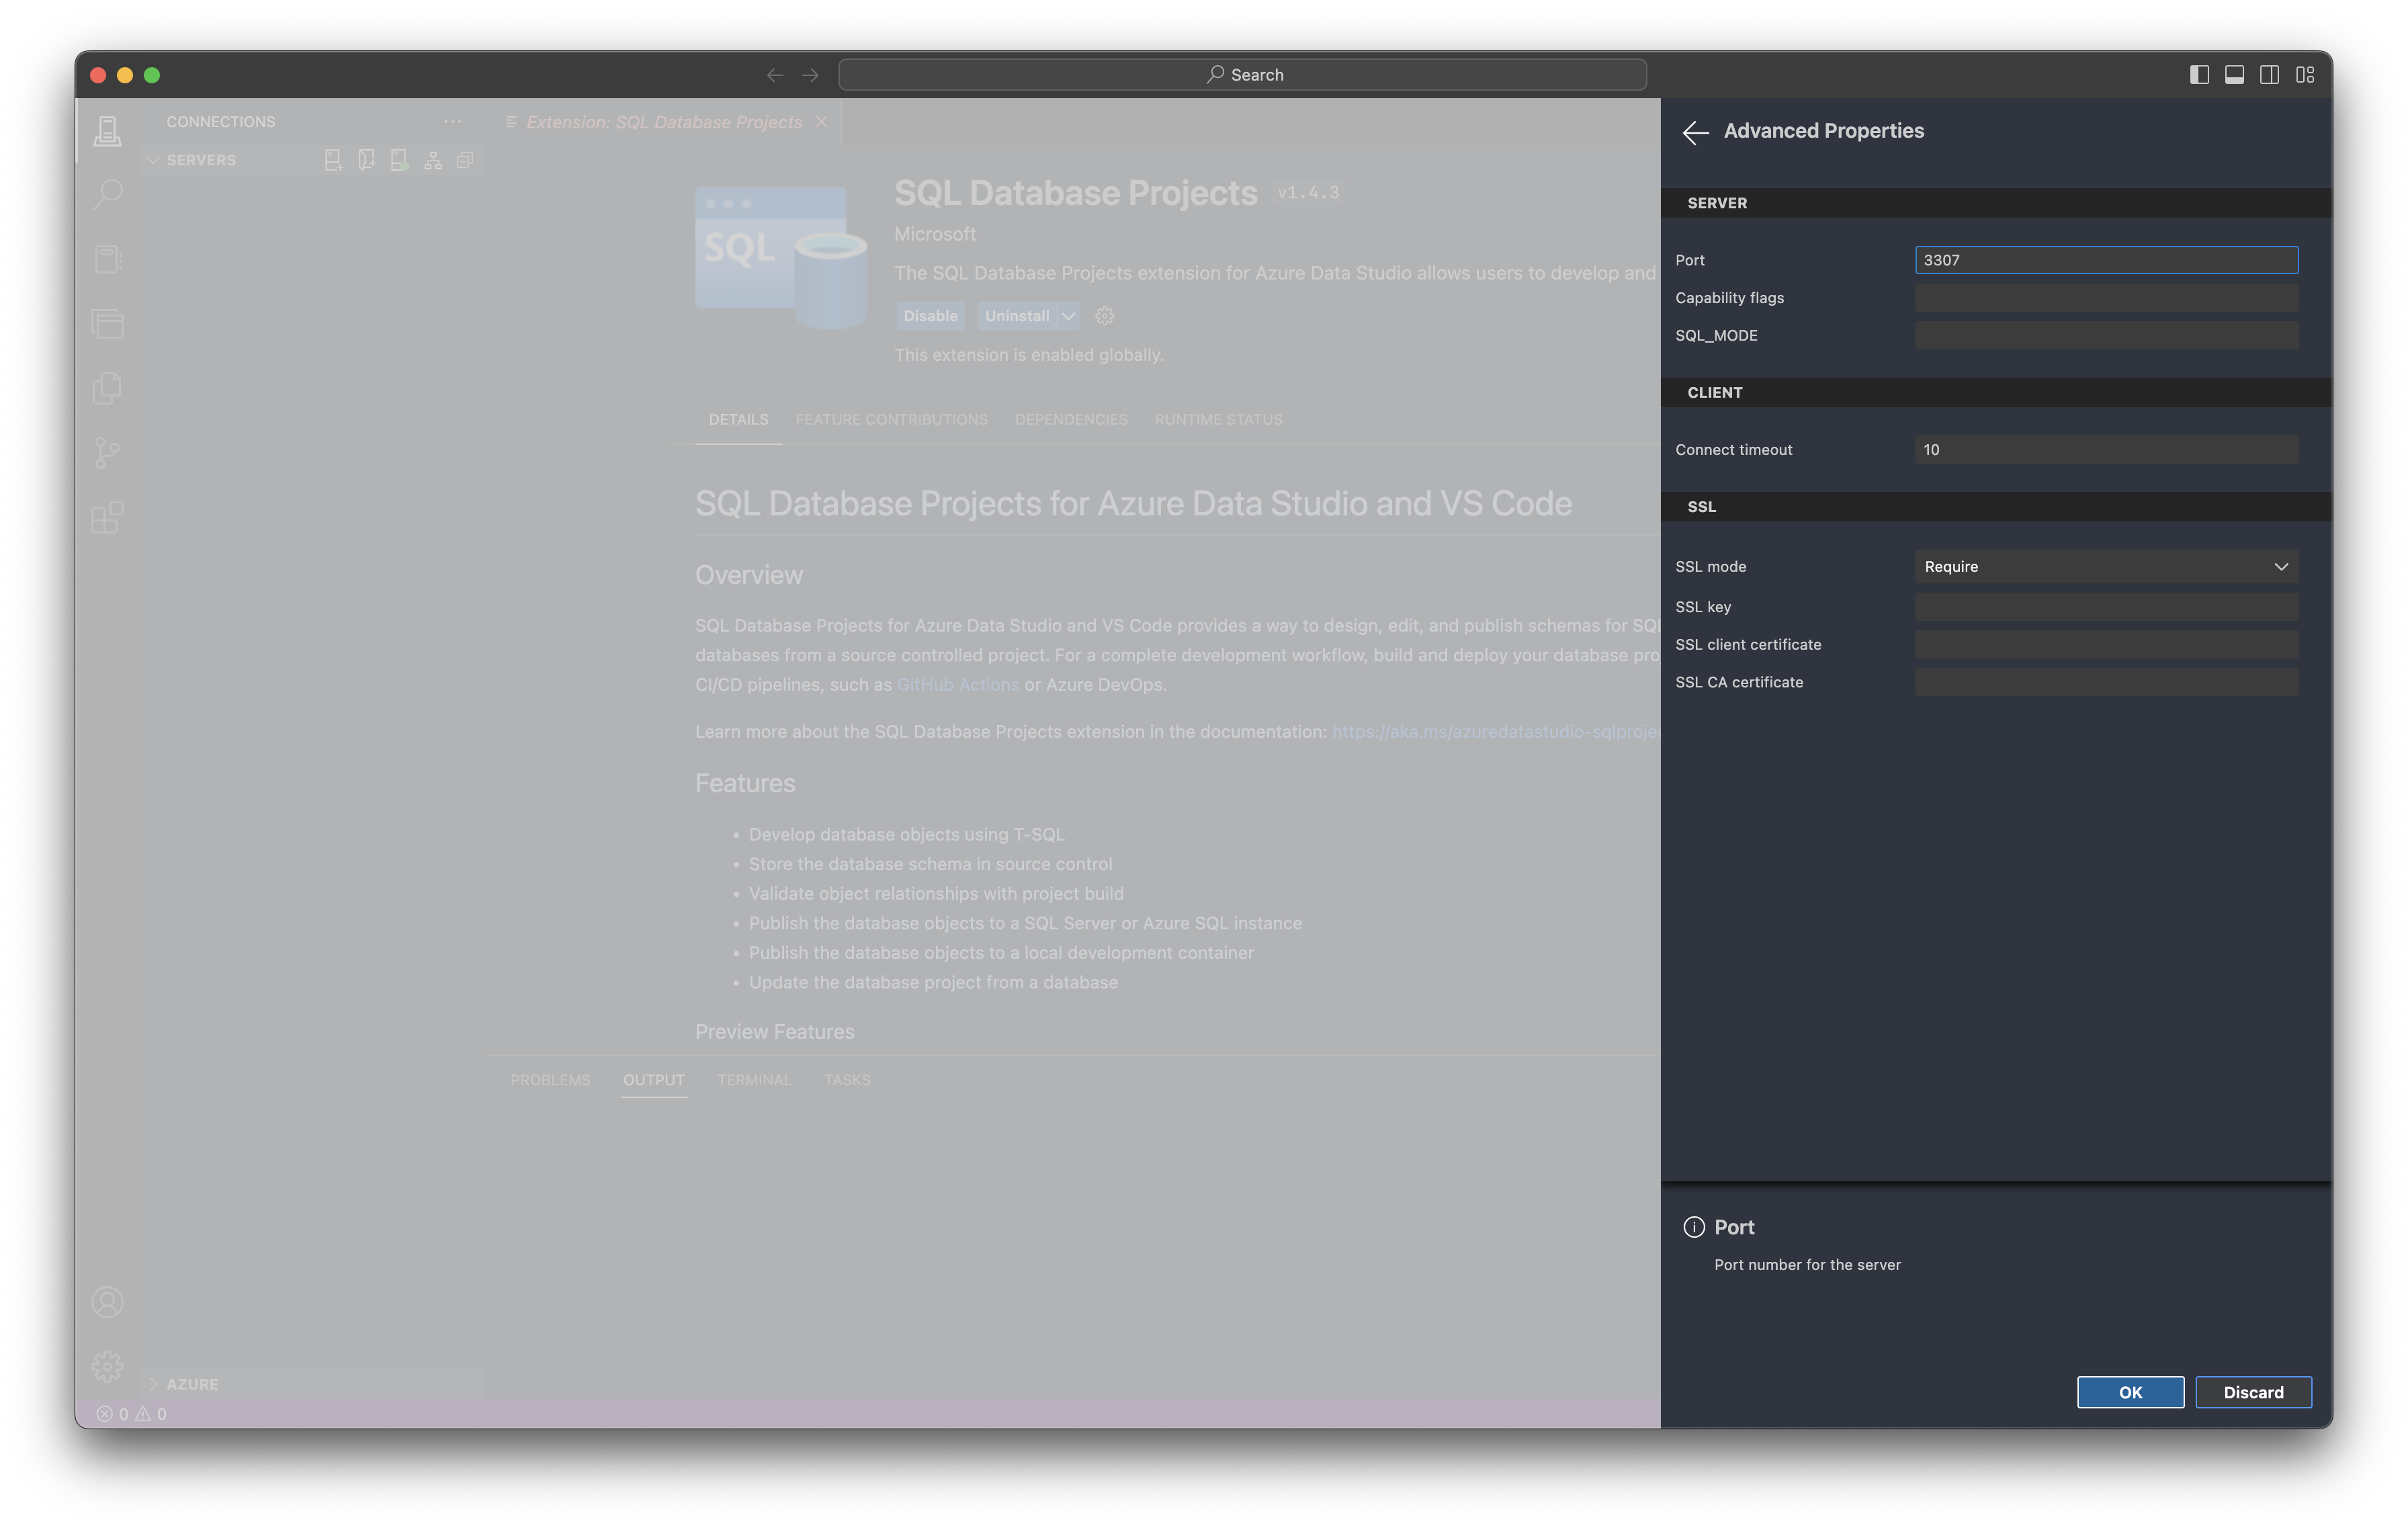 Search
CONNECTIONS
SERVERS
AZURE
0 0
Extension: SQL Database Projects
SQL
SQL Database Projects v1.4.3
Microsoft
The SQL Database Projects extension for Azure Data Studio allows users to develop and
Disable Uninstall
This extension is enabled globally.
DETAILS FEATURE CONTRIBUTIONS DEPENDENCIES RUNTIME STATUS
SQL Database Projects for Azure Data Studio and VS Code
Overview
SQL Database Projects for Azure Data Studio and VS Code provides a way to design, edit, and publish schemas for SQL
databases from a source controlled project. For a complete development workflow, build and deploy your database pro
CI/CD pipelines, such as GitHub Actions or Azure DevOps.
Learn more about the SQL Database Projects extension in the documentation: https://aka.ms/azuredatastudio-sqlprojec
Features
• Develop database objects using T-SQL
• Store the database schema in source control
• Validate object relationships with project build
• Publish the database objects to a SQL Server or Azure SQL instance
• Publish the database objects to a local development container
• Update the database project from a database
Preview Features
PROBLEMS OUTPUT TERMINAL TASKS
Advanced Properties
SERVER
Port 3307
Capability flags
SQL_MODE
CLIENT
Connect timeout 10
SSL
SSL mode Require
SSL key
SSL client certificate
SSL CA certificate
Port
Port number for the server
OK Discard